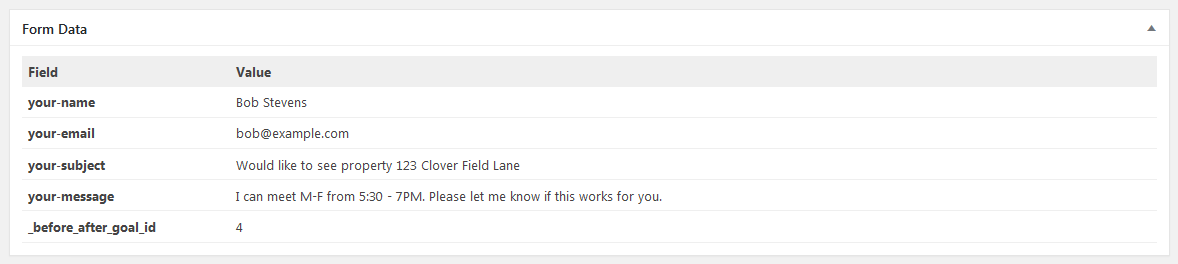 Form Data
Field Value
your-name Bob Stevens
your-email bob@example.com
your-subject Would like to see property 123 Clover Field Lane
your-message I can meet M-F from 5:30 - 7PM. Please let me know if this works for you.
_before_after_goal_id 4